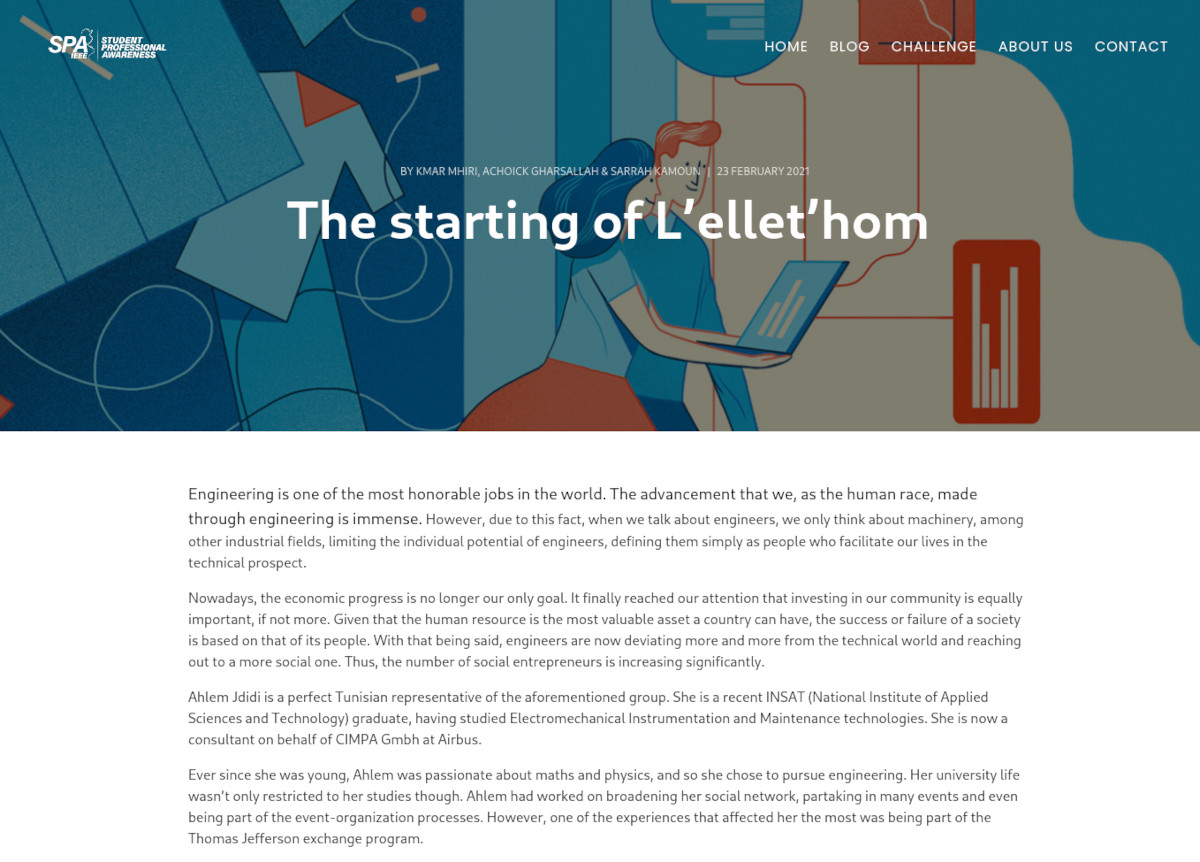 SPA
IEEE
STUDENT
PROFESSIONAL
AWARENESS
HOME BLOG CHALLENGE ABOUT US CONTACT
BY KMAR MHIRI, ACHOICK GHARSALLAH & SARRAH KAMOUN | 23 FEBRUARY 2021
The starting of L’ellet’hom
Engineering is one of the most honorable jobs in the world. The advancement that we, as the human race, made
through engineering is immense. However, due to this fact, when we talk about engineers, we only think about machinery, among
other industrial fields, limiting the individual potential of engineers, defining them simply as people who facilitate our lives in the
technical prospect.
Nowadays, the economic progress is no longer our only goal. It finally reached our attention that investing in our community is equally
important, if not more. Given that the human resource is the most valuable asset a country can have, the success or failure of a society
is based on that of its people. With that being said, engineers are now deviating more and more from the technical world and reaching
out to a more social one. Thus, the number of social entrepreneurs is increasing significantly.
Ahlem Jdidi is a perfect Tunisian representative of the aforementioned group. She is a recent INSAT (National Institute of Applied
Sciences and Technology) graduate, having studied Electromechanical Instrumentation and Maintenance technologies. She is now a
consultant on behalf of CIMPA Gmbh at Airbus.
Ever since she was young, Ahlem was passionate about maths and physics, and so she chose to pursue engineering. Her university life
wasn’t only restricted to her studies though. Ahlem had worked on broadening her social network, partaking in many events and even
being part of the event-organization processes. However, one of the experiences that affected her the most was being part of the
Thomas Jefferson exchange program.